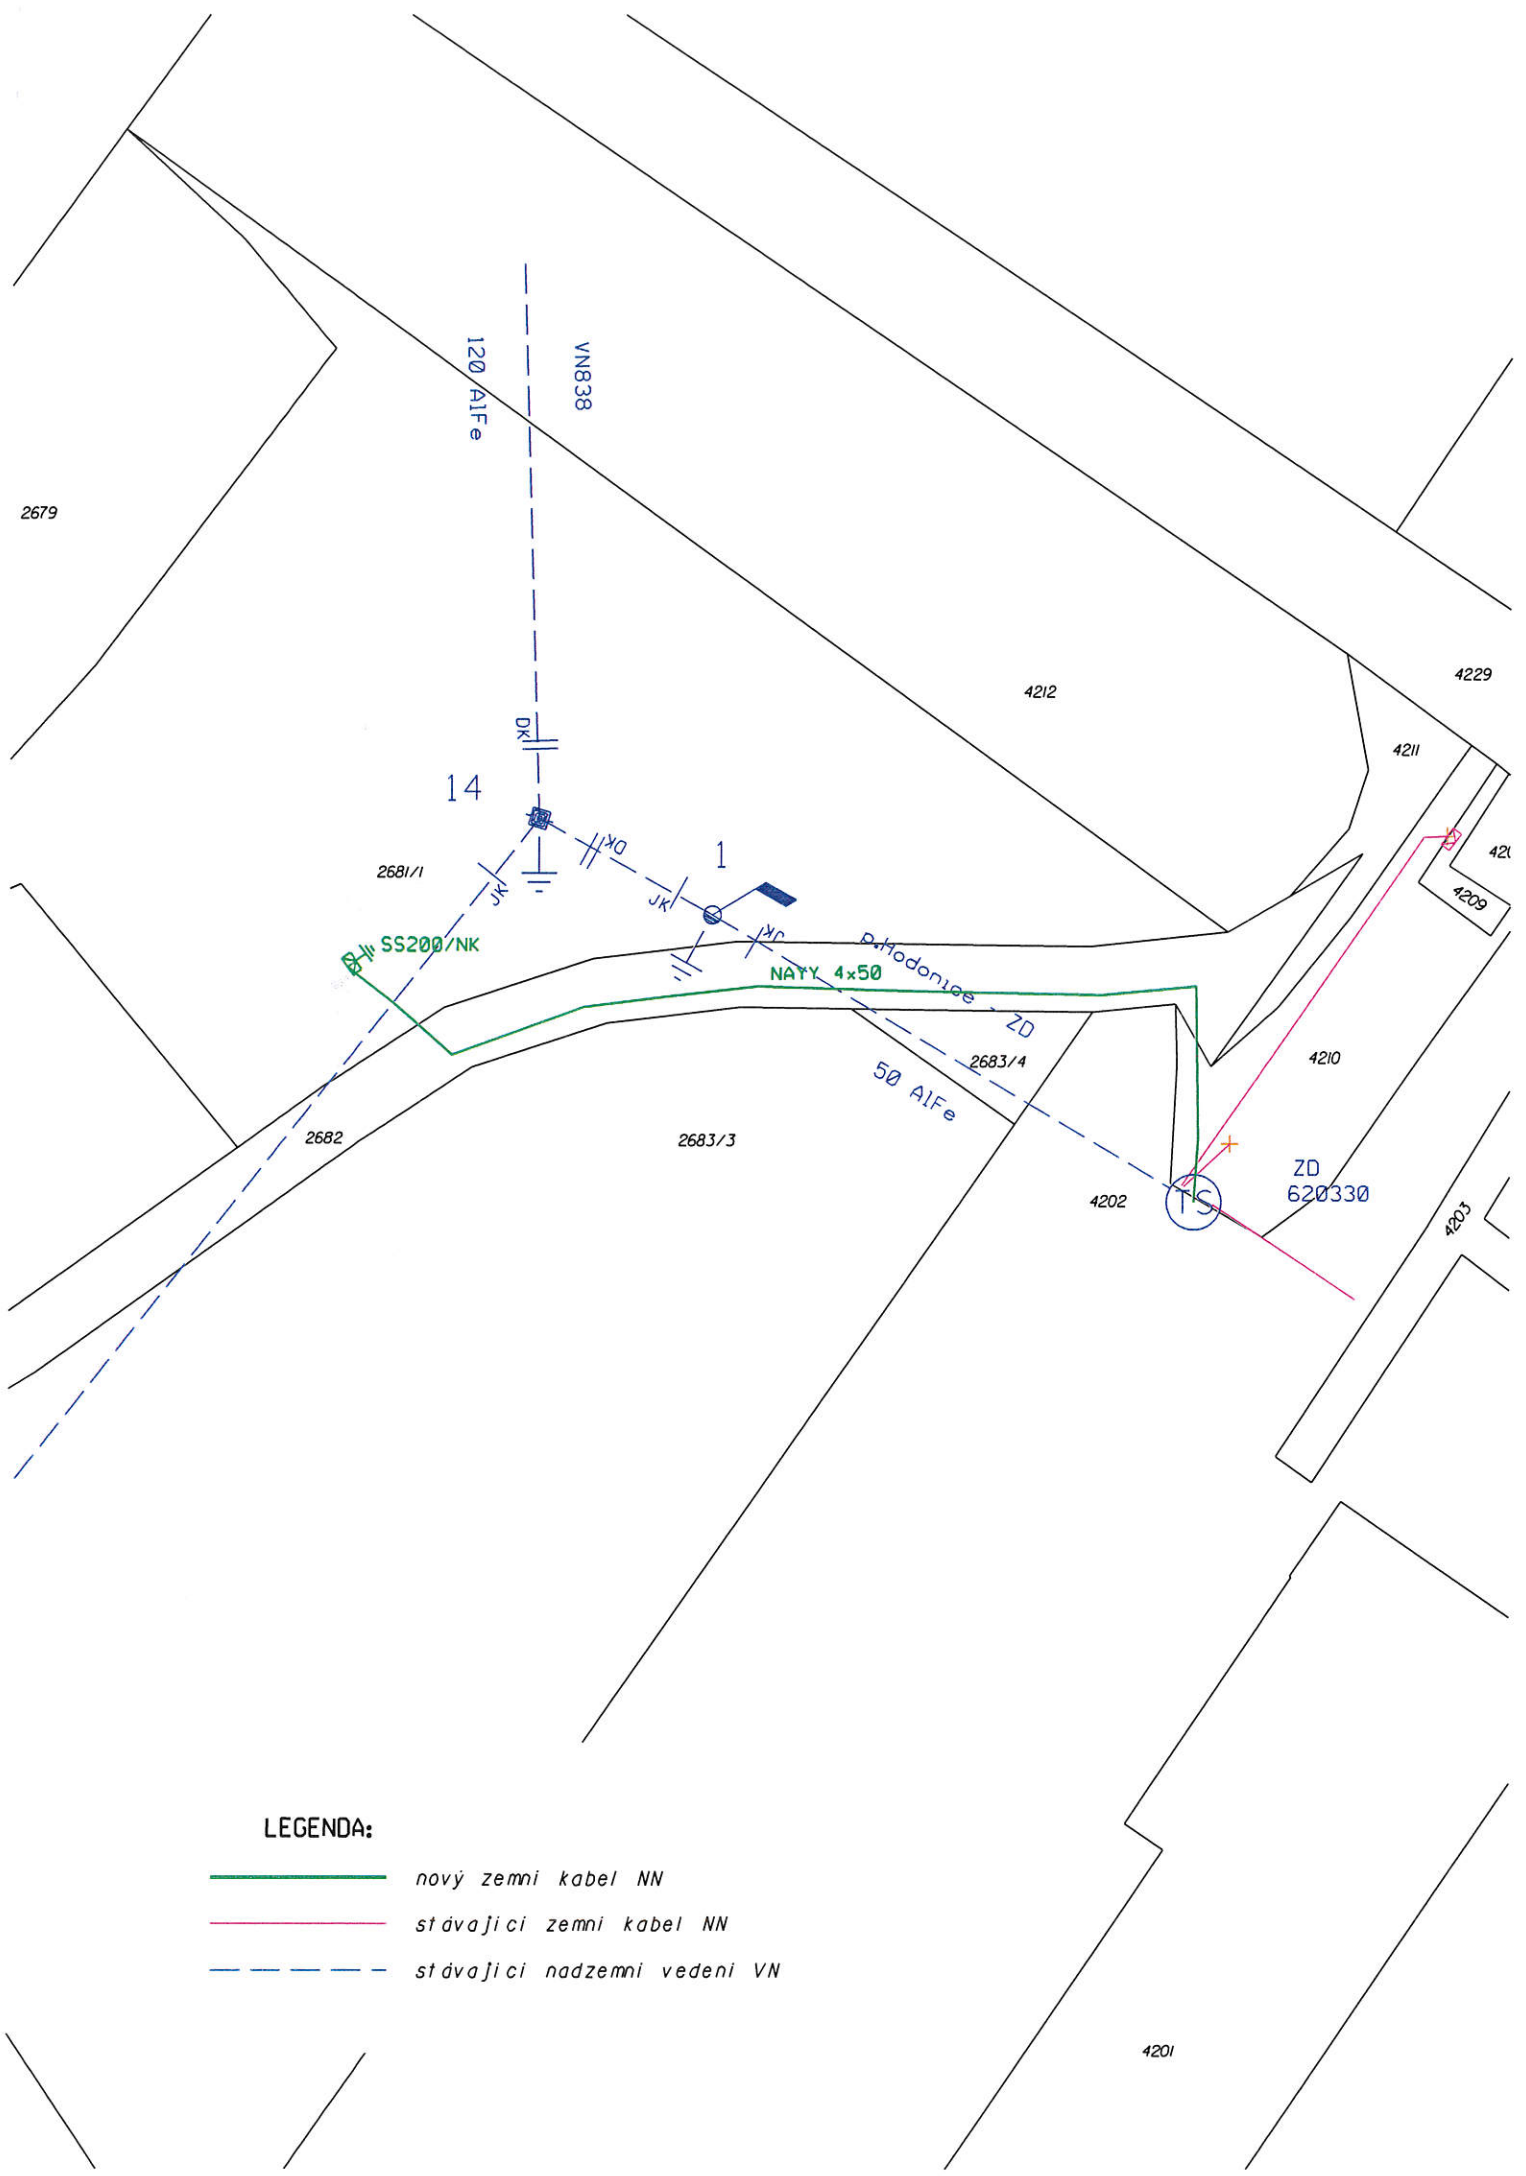 120 AlFe
VN838
2679
4212
4229
4211
DK
14
DK
1
2681/1
JK
JK
4209
SS200/NK
JK
p.Hodonice - ZD
NAYY 4x50
2683/4
4210
50 AlFe
2682
2683/3
ZD
620330
4202
TS
4203
LEGENDA:
nový zemní kabel NN
stávající zemní kabel NN
stávající nadzemní vedení VN
4201